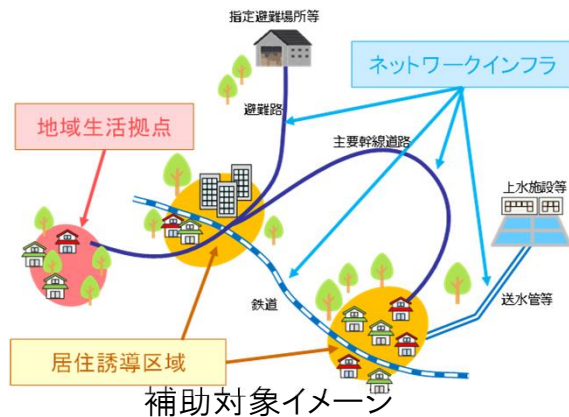 指定避難場所等
ネットワークインフラ
避難路
地域生活拠点
主要幹線道路
上水施設等
鉄道
送水管等
居住誘導区域
補助対象イメーン